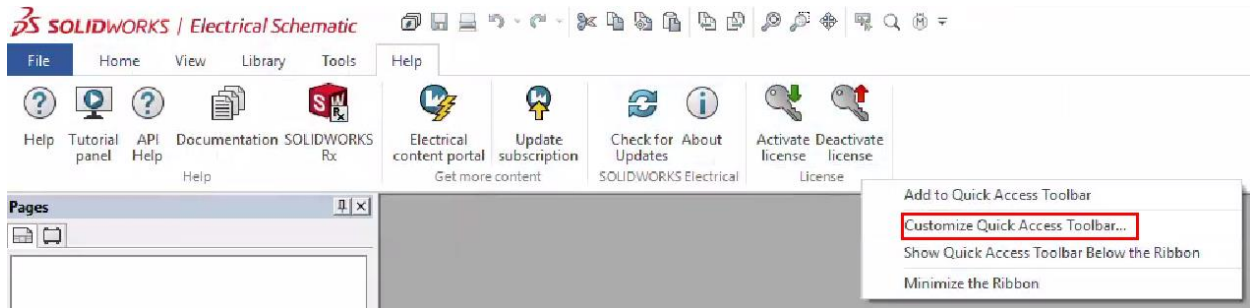 SOLIDWORKS | Electrical Schematic
File Home View Library Tools Help
Help Tutorial panel API Help Documentation SOLIDWORKS Rx Electrical content portal Update subscription Check for Updates About Activate license Deactivate license
Help Get more content SOLIDWORKS Electrical License
Add to Quick Access Toolbar
Customize Quick Access Toolbar...
Show Quick Access Toolbar Below the Ribbon
Minimize the Ribbon
Pages